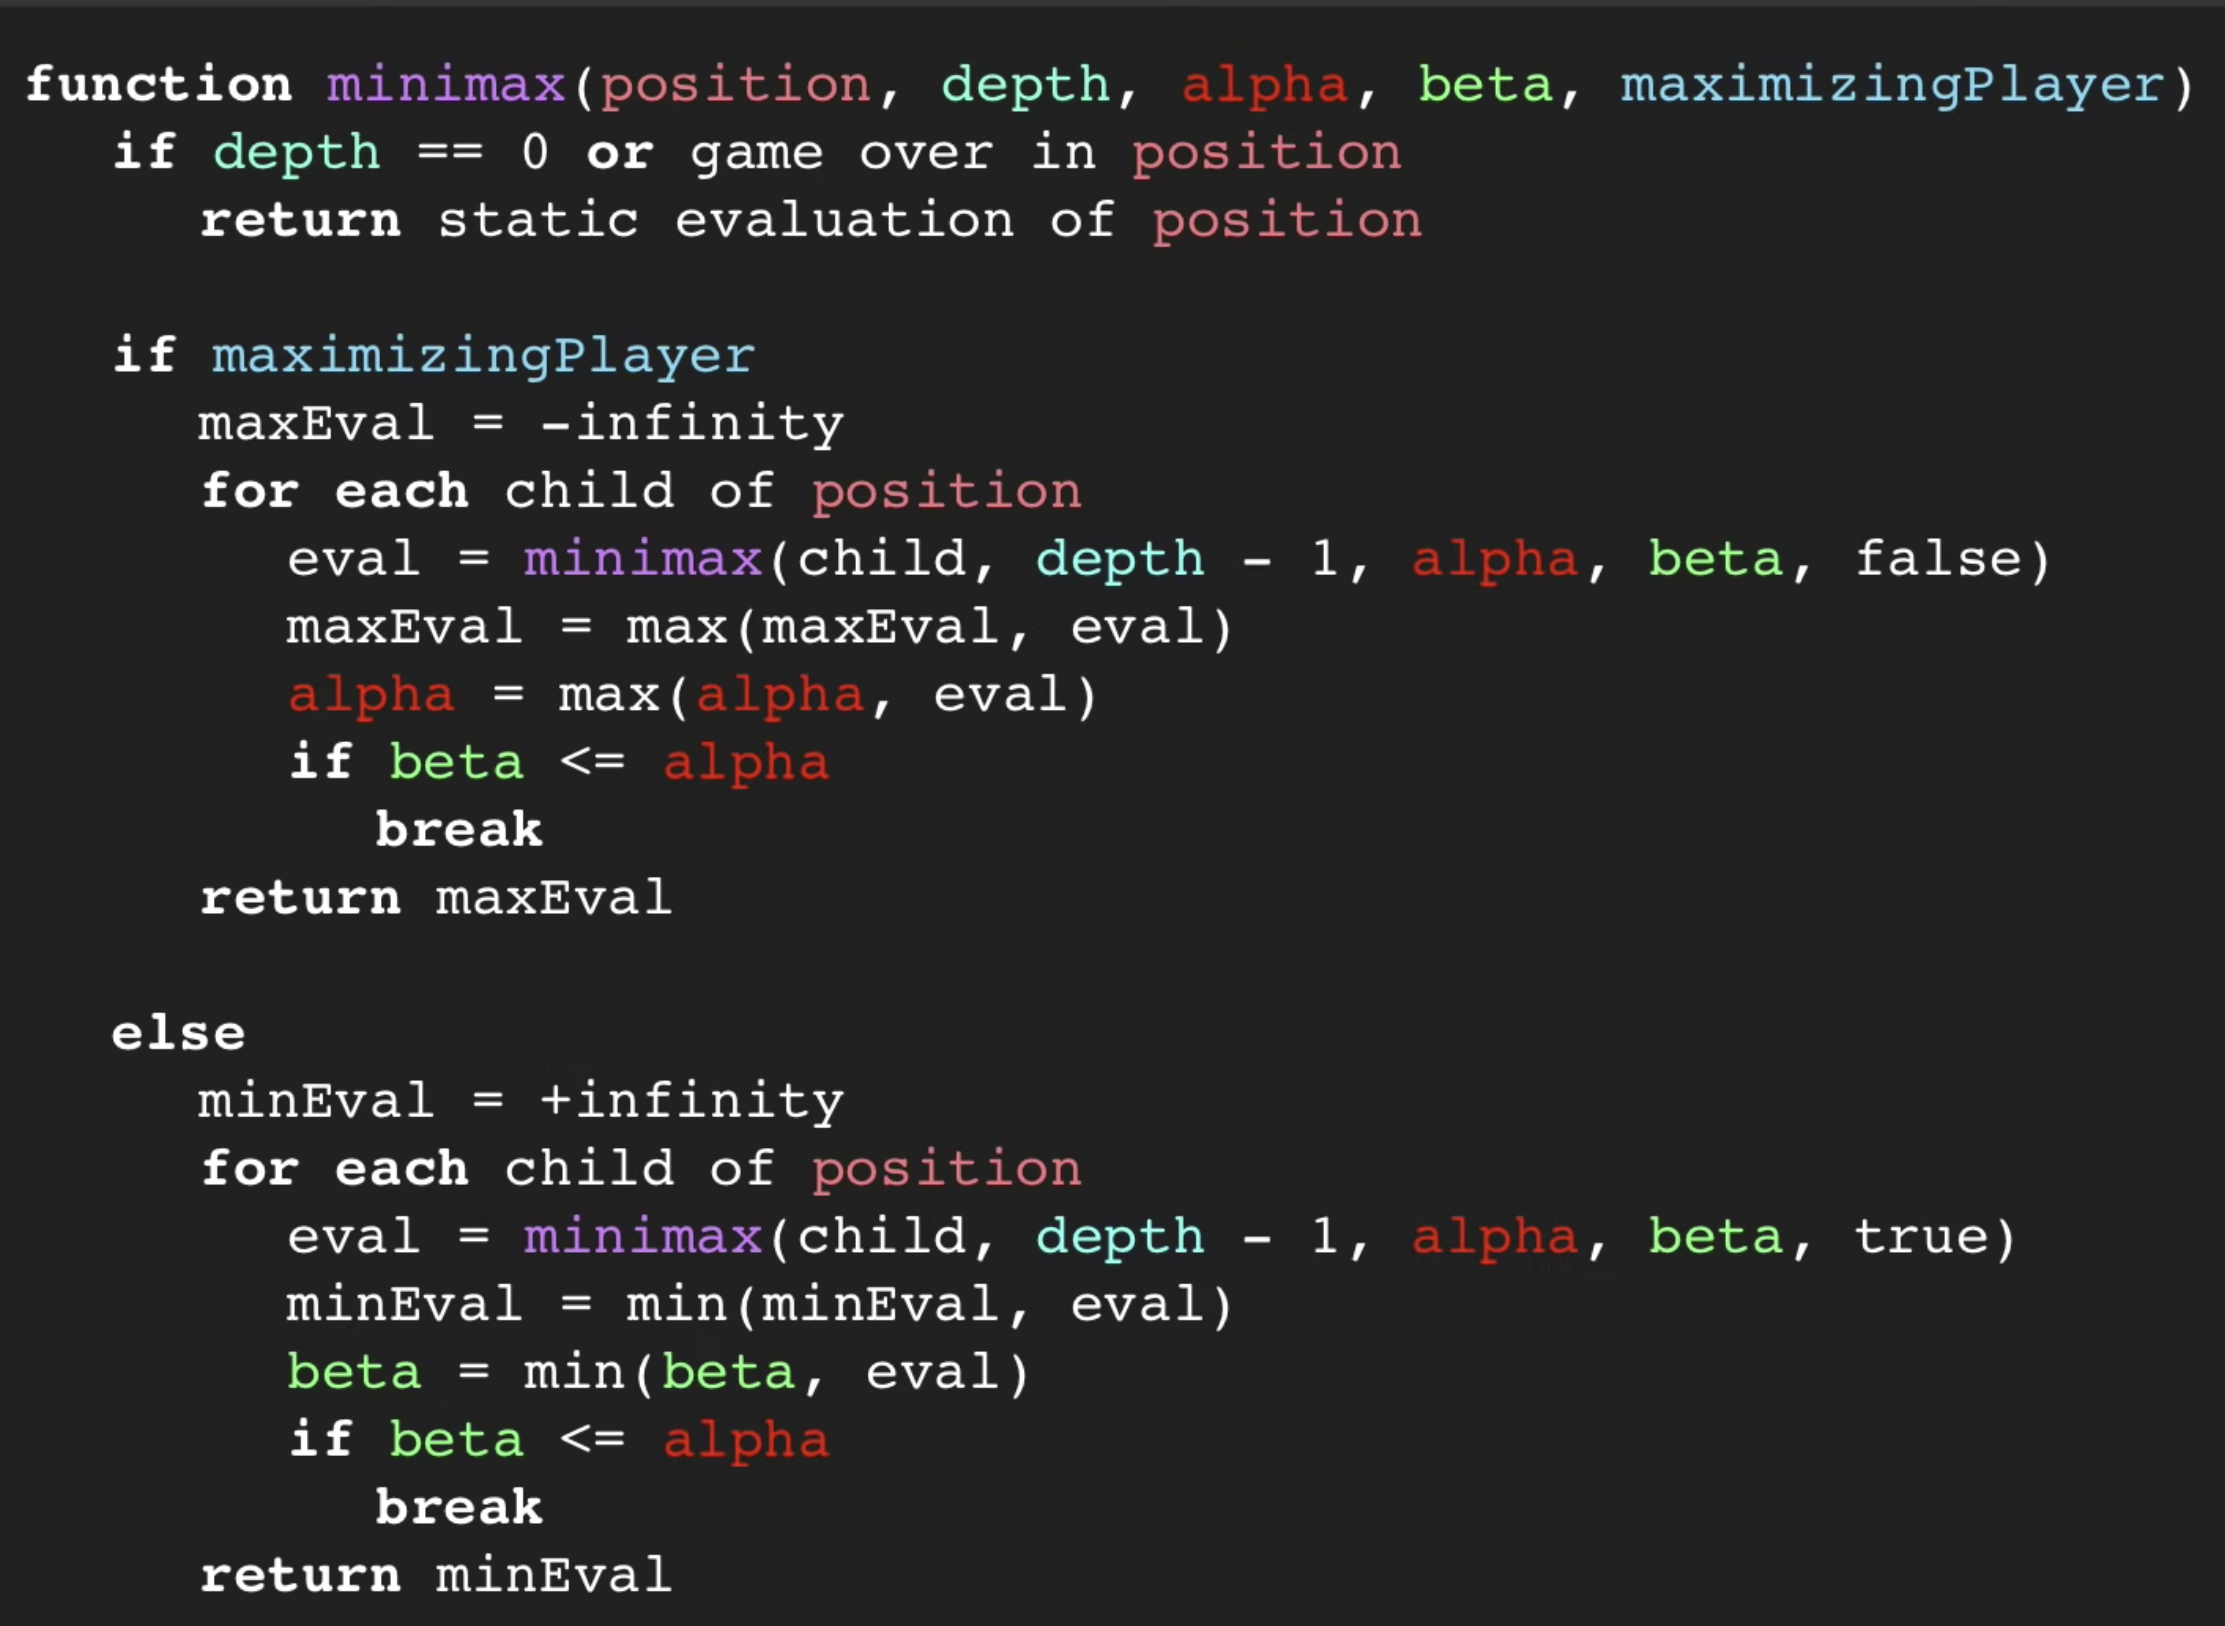 function minimax(position, depth, alpha, beta, maximizingPlayer)
if depth == 0 or game over in position
return static evaluation of position
if maximizingPlayer
maxEval = -infinity
for each child of position
eval = minimax(child, depth - 1, alpha, beta, false)
maxEval = max(maxEval, eval)
alpha = max(alpha, eval)
if beta <= alpha
break
return maxEval
else
minEval = +infinity
for each child of position
eval = minimax(child, depth - 1, alpha, beta, true)
minEval = min(minEval, eval)
beta = min(beta, eval)
if beta <= alpha
break
return minEval